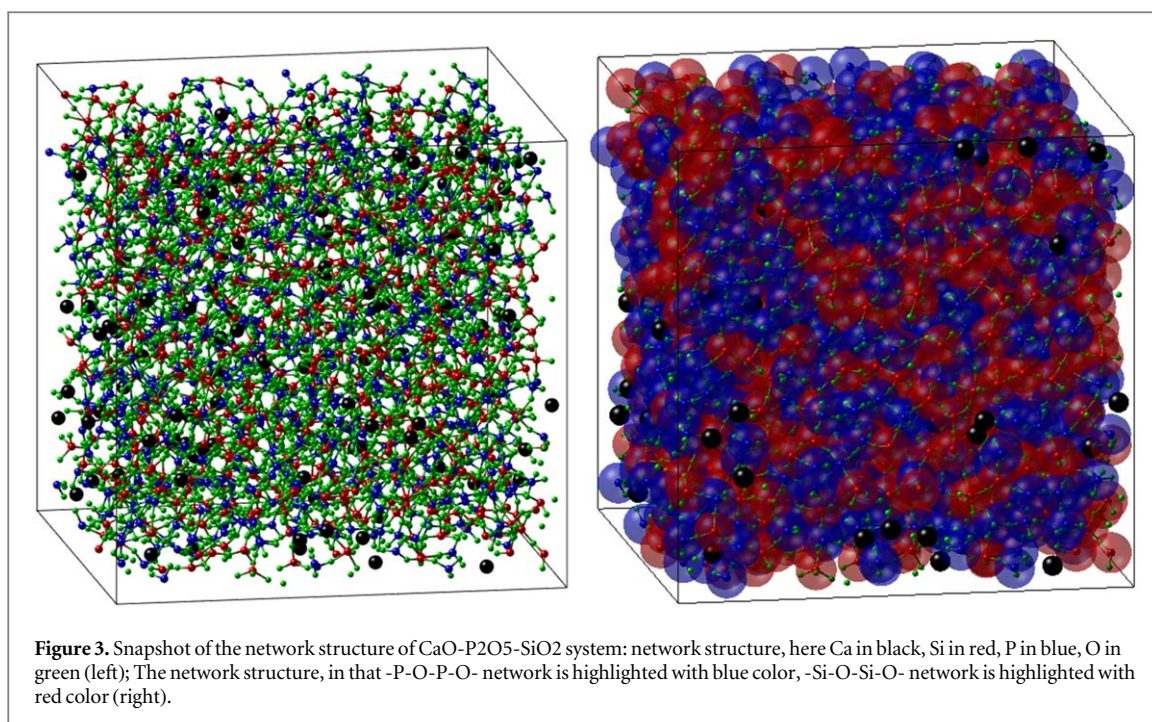 Figure 3. Snapshot of the network structure of CaO-P2O5-SiO2 system: network structure, here Ca in black, Si in red, P in blue, O in
green (left); The network structure, in that -P-O-P-O- network is highlighted with blue color, -Si-O-Si-O- network is highlighted with
red color (right).